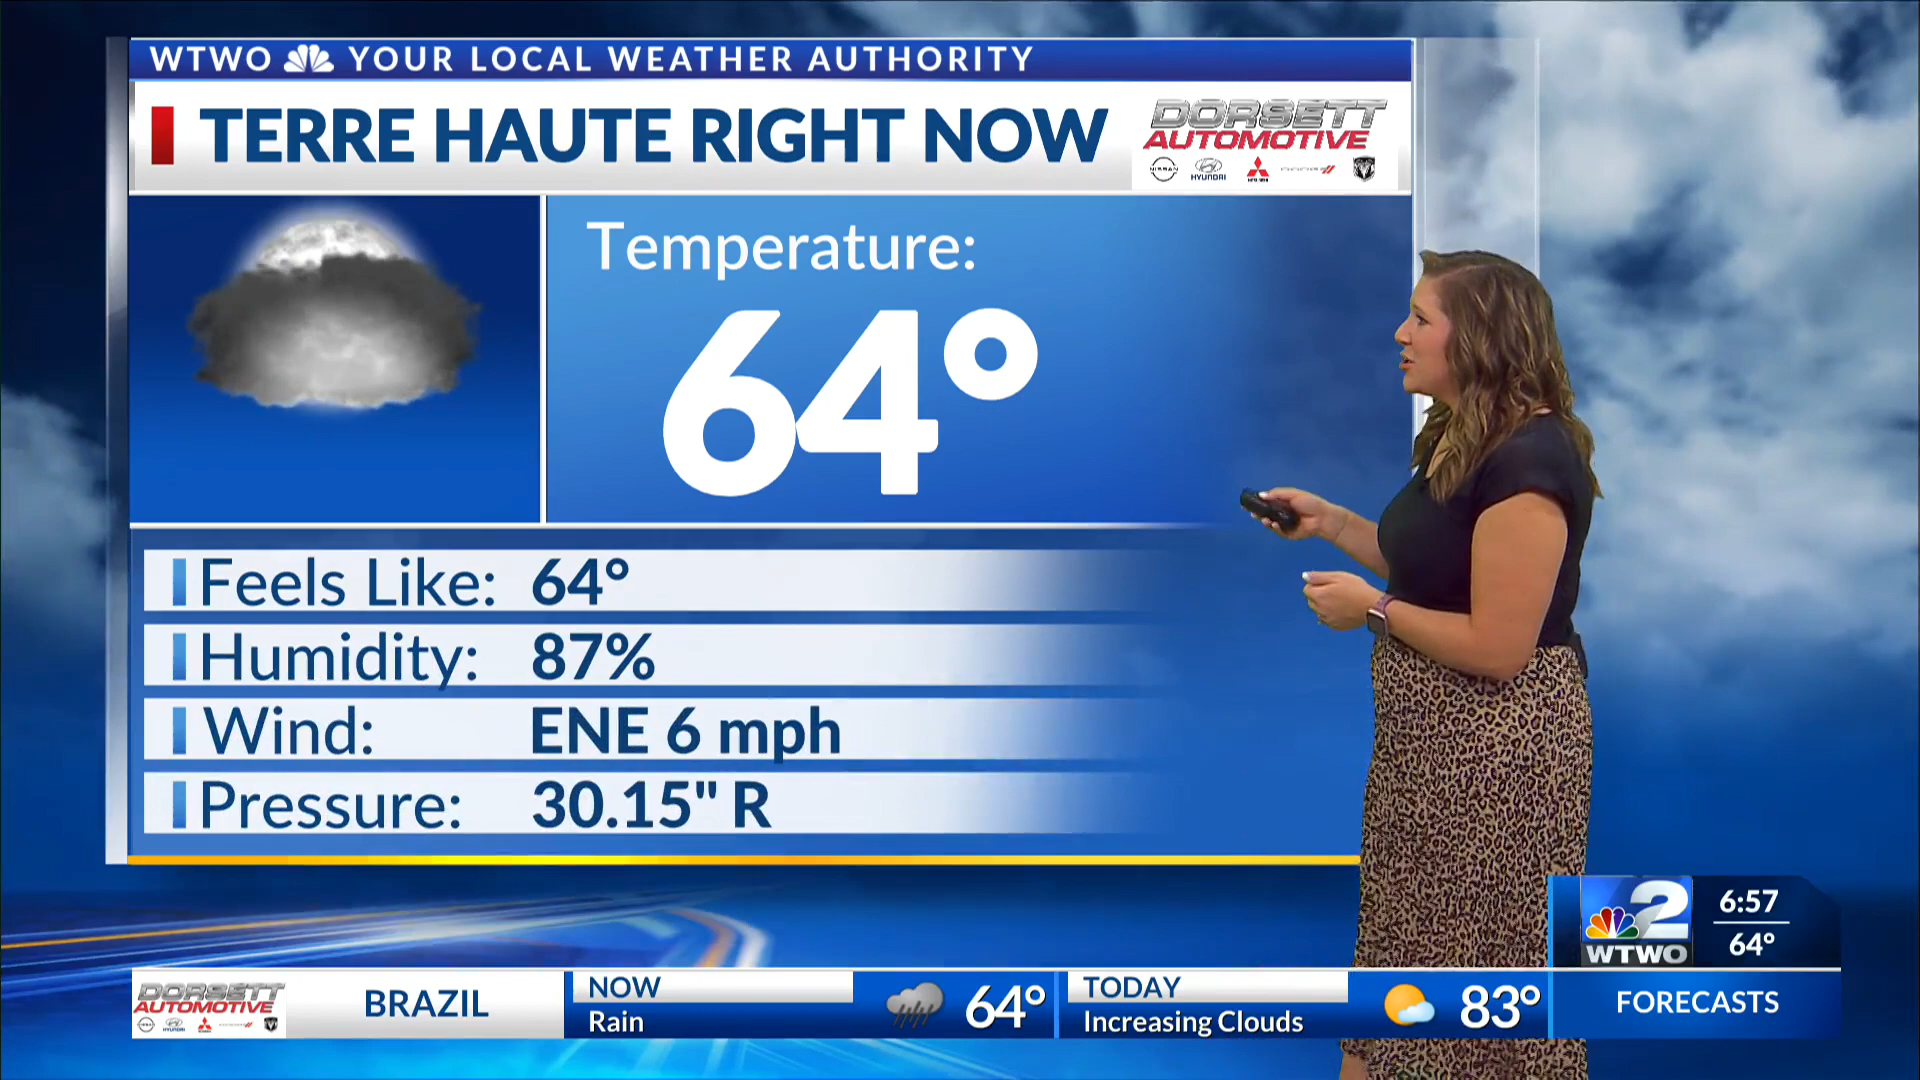 WTWO YOUR LOCAL WEATHER AUTHORITY
TERRE HAUTE RIGHT NOW
DORSETT
AUTOMOTIVE
NISSAN HYUNDAI
Temperature:
64°
Feels Like: 64°
Humidity: 87%
Wind: ENE 6 mph
Pressure: 30.15" R
2
WTWO
6:57
64°
DORSETT
AUTOMOTIVE
BRAZIL
NOW
Rain
64°
TODAY
Increasing Clouds
83°
FORECASTS